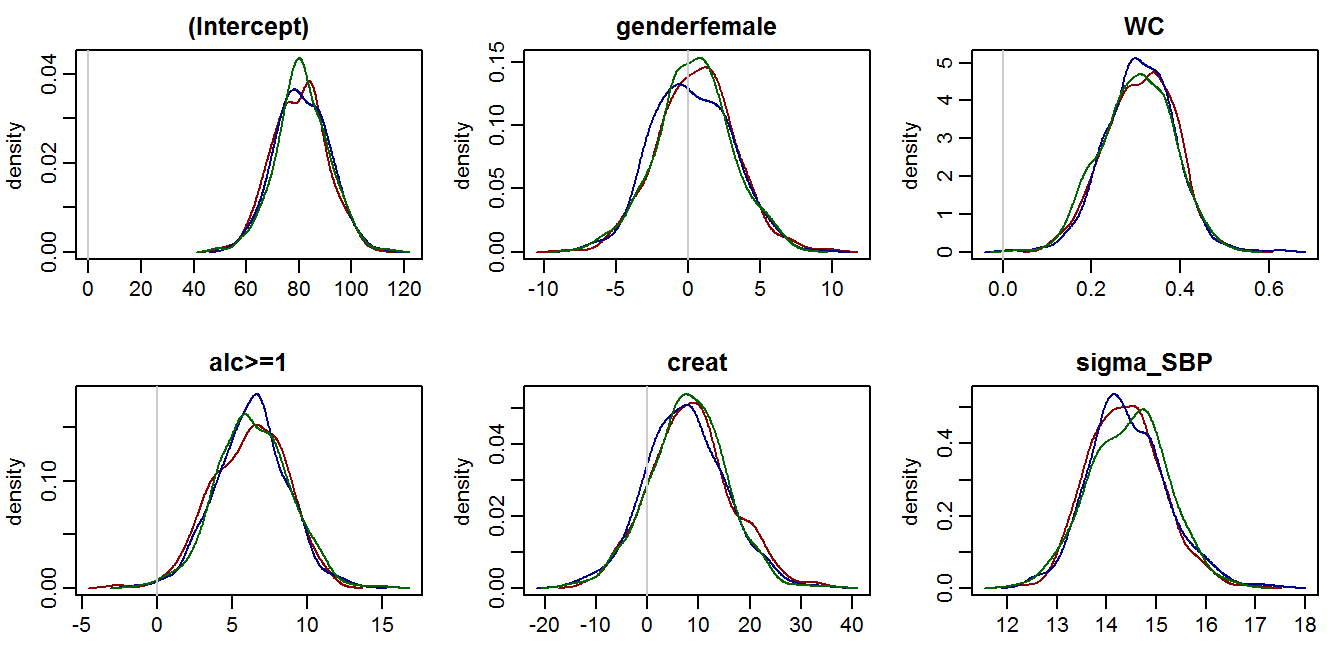 (Intercept) genderfemale WC
density 0.00 0.02 0.04 density 0.00 0.05 0.10 0.15 density 0 1 2 3 4 5
0 20 40 60 80 100 120 -10 -5 0 5 10 0.0 0.2 0.4 0.6
alc>=1 creat sigma_SBP
density 0.00 0.10 density 0.00 0.02 0.04 density 0.0 0.2 0.4
-5 0 5 10 15 -20 -10 0 10 20 30 40 12 13 14 15 16 17 18